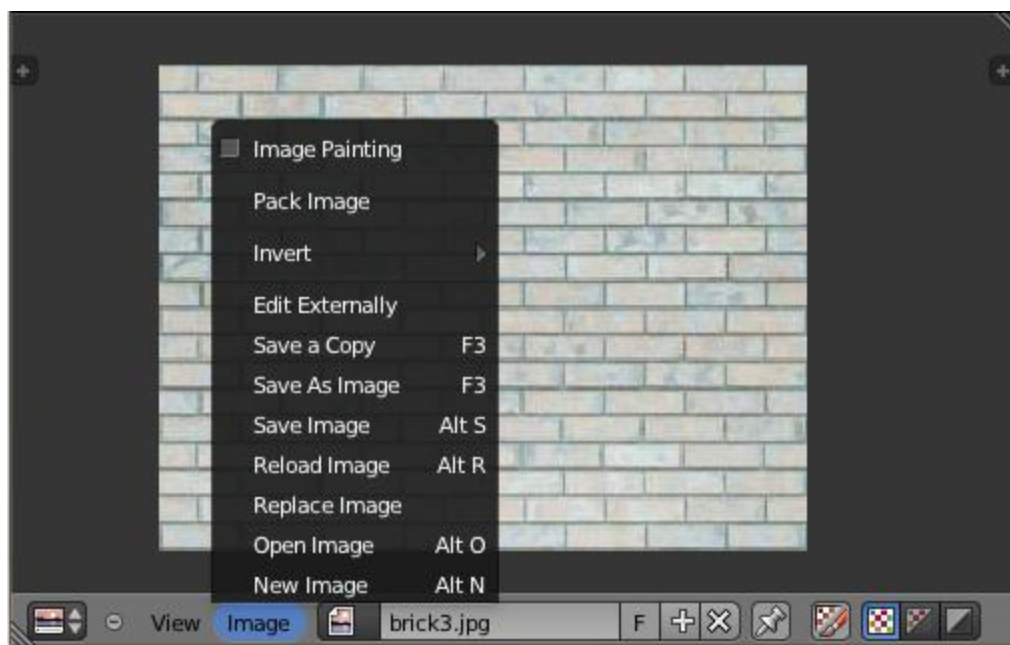 Image Painting
Pack Image
Invert
Edit Externally
Save a Copy F3
Save As Image F3
Save Image Alt S
Reload Image Alt R
Replace Image
Open Image Alt O
New Image Alt N
View Image brick3.jpg F